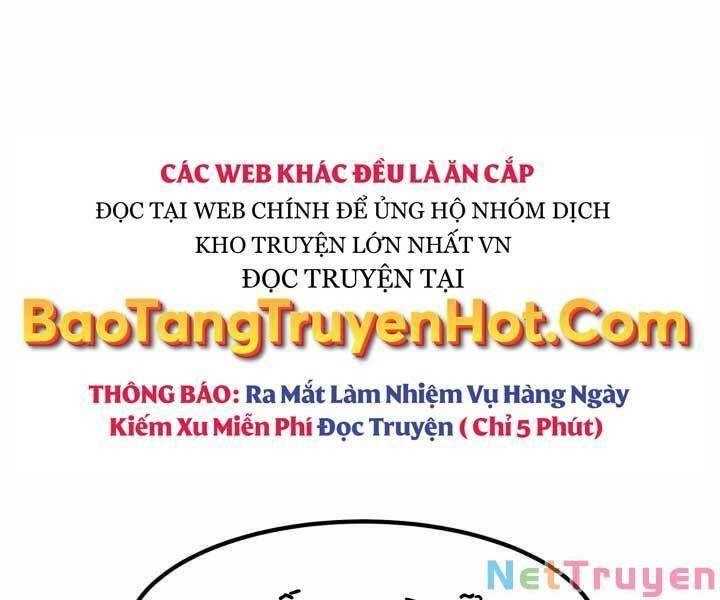 CÁC WEB KHÁC ĐỀU LÀ ĂN CẮP
ĐỌC TẠI WEB CHÍNH ĐỂ ỦNG HỘ NHÓM DỊCH
KHO TRUYỆN LỚN NHẤT VN
ĐỌC TRUYỆN TẠI
BaoTangTruyenHot.Com
THÔNG BÁO: Ra Mắt Làm Nhiệm Vụ Hàng Ngày
Kiếm Xu Miễn Phí Đọc Truyện ( Chỉ 5 Phút)
NetTruyen